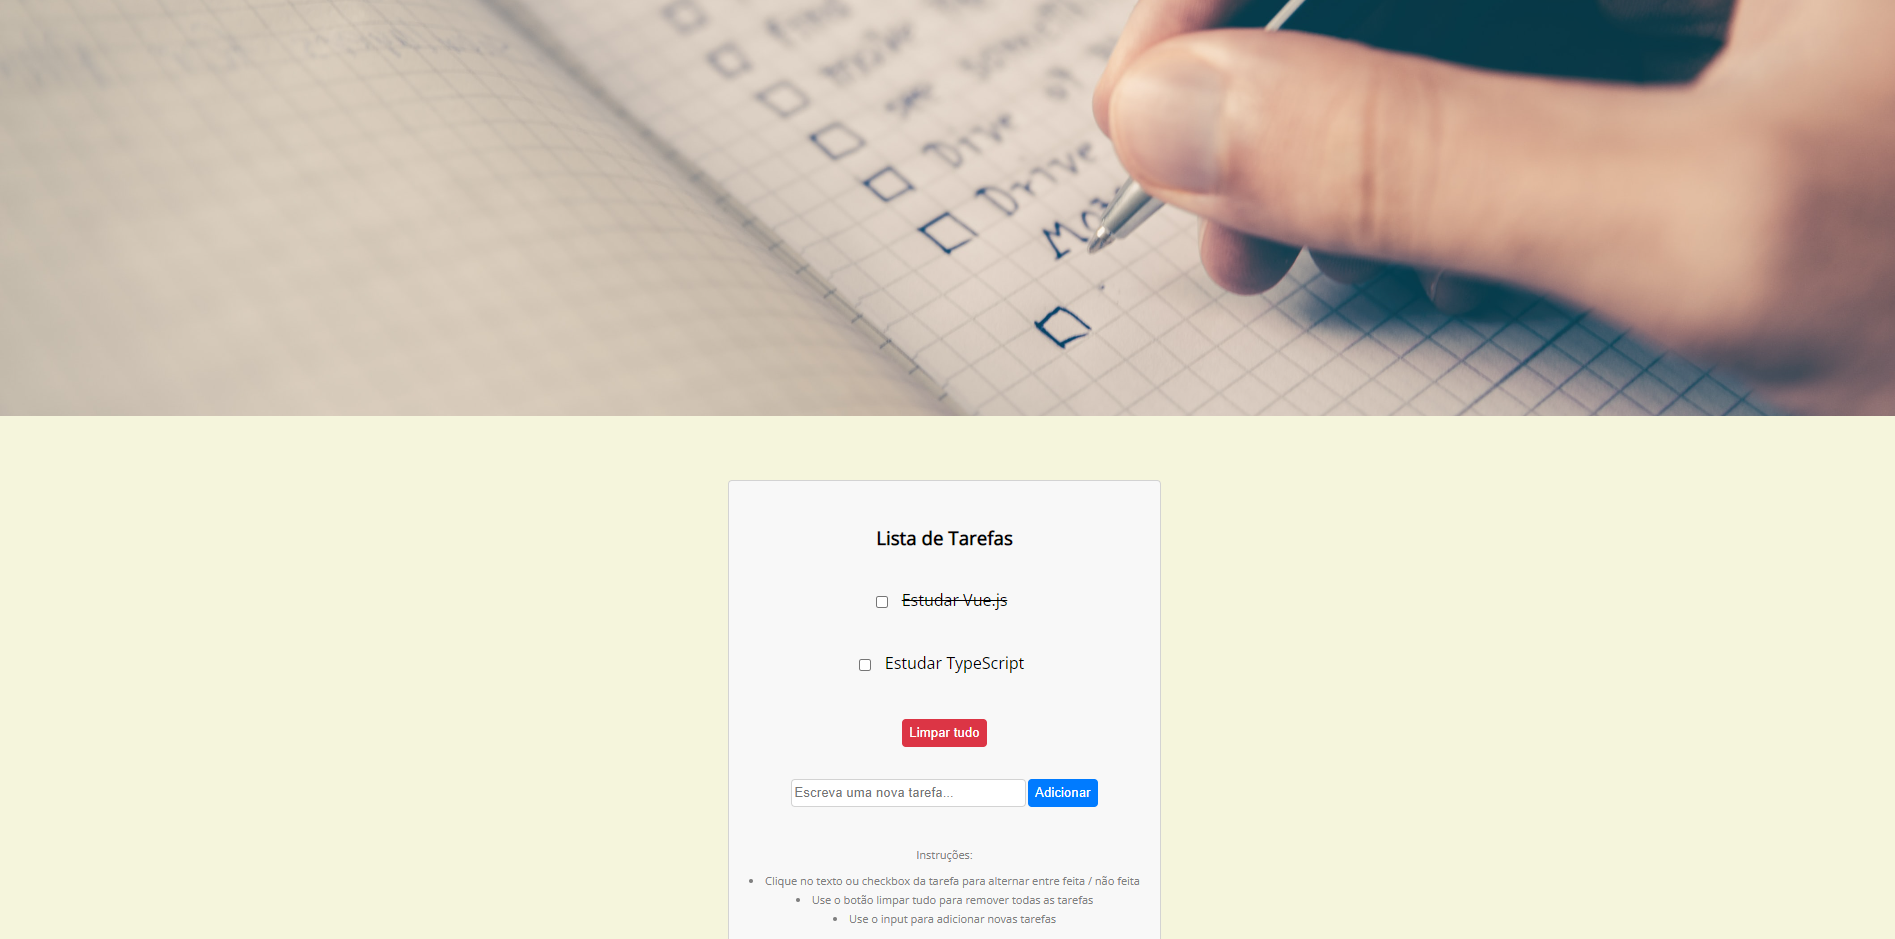 Drive
Drive
Lista de Tarefas
Estudar Vue.js
Estudar TypeScript
Limpar tudo
Escreva uma nova tarefa... Adicionar
Instruções:
• Clique no texto ou checkbox da tarefa para alternar entre feita / não feita
• Use o botão limpar tudo para remover todas as tarefas
• Use o input para adicionar novas tarefas